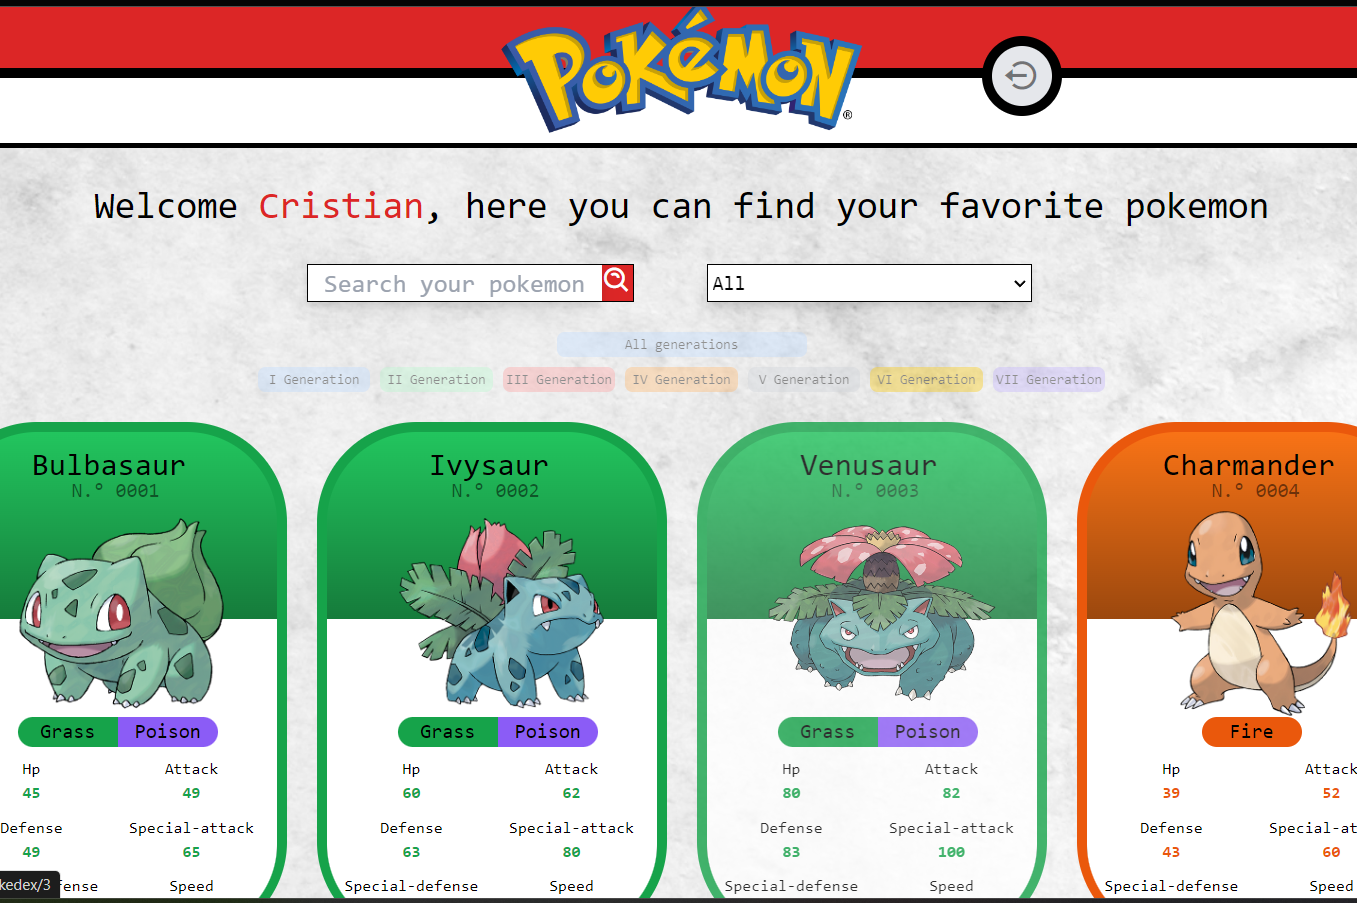 POKéMON
®
Welcome Cristian, here you can find your favorite pokemon
Search your pokemon
All
All generations
I Generation II Generation III Generation IV Generation V Generation VI Generation VII Generation
Bulbasaur Ivysaur Venusaur Charmander
N.° 0001 N.° 0002 N.° 0003 N.° 0004
Grass Poison Grass Poison Grass Poison Fire
Hp Attack Hp Attack Hp Attack Hp Attack
45 49 60 62 80 82 39 52
Defense Special-attack Defense Special-attack Defense Special-attack Defense Special-at
49 65 63 80 83 100 43 60
fense Speed Special-defense Speed Special-defense Speed Special-defense Speed
kedex/3